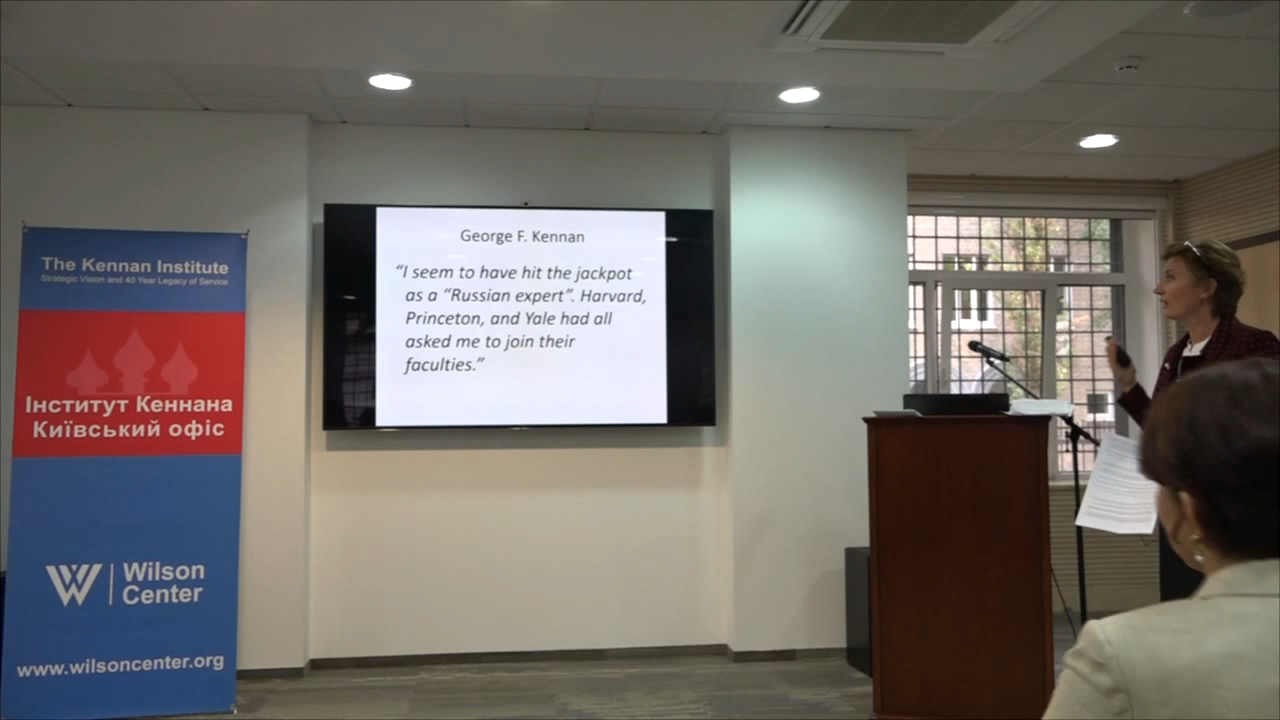 The Kennan Institute
Strategic Vision and 40 Year Legacy of Service
Інститут Кеннана
Київський офіс
W | Wilson
Center
www.wilsoncenter.org
George F. Kennan
“I seem to have hit the jackpot
as a “Russian expert”. Harvard,
Princeton, and Yale had all
asked me to join their
faculties.”